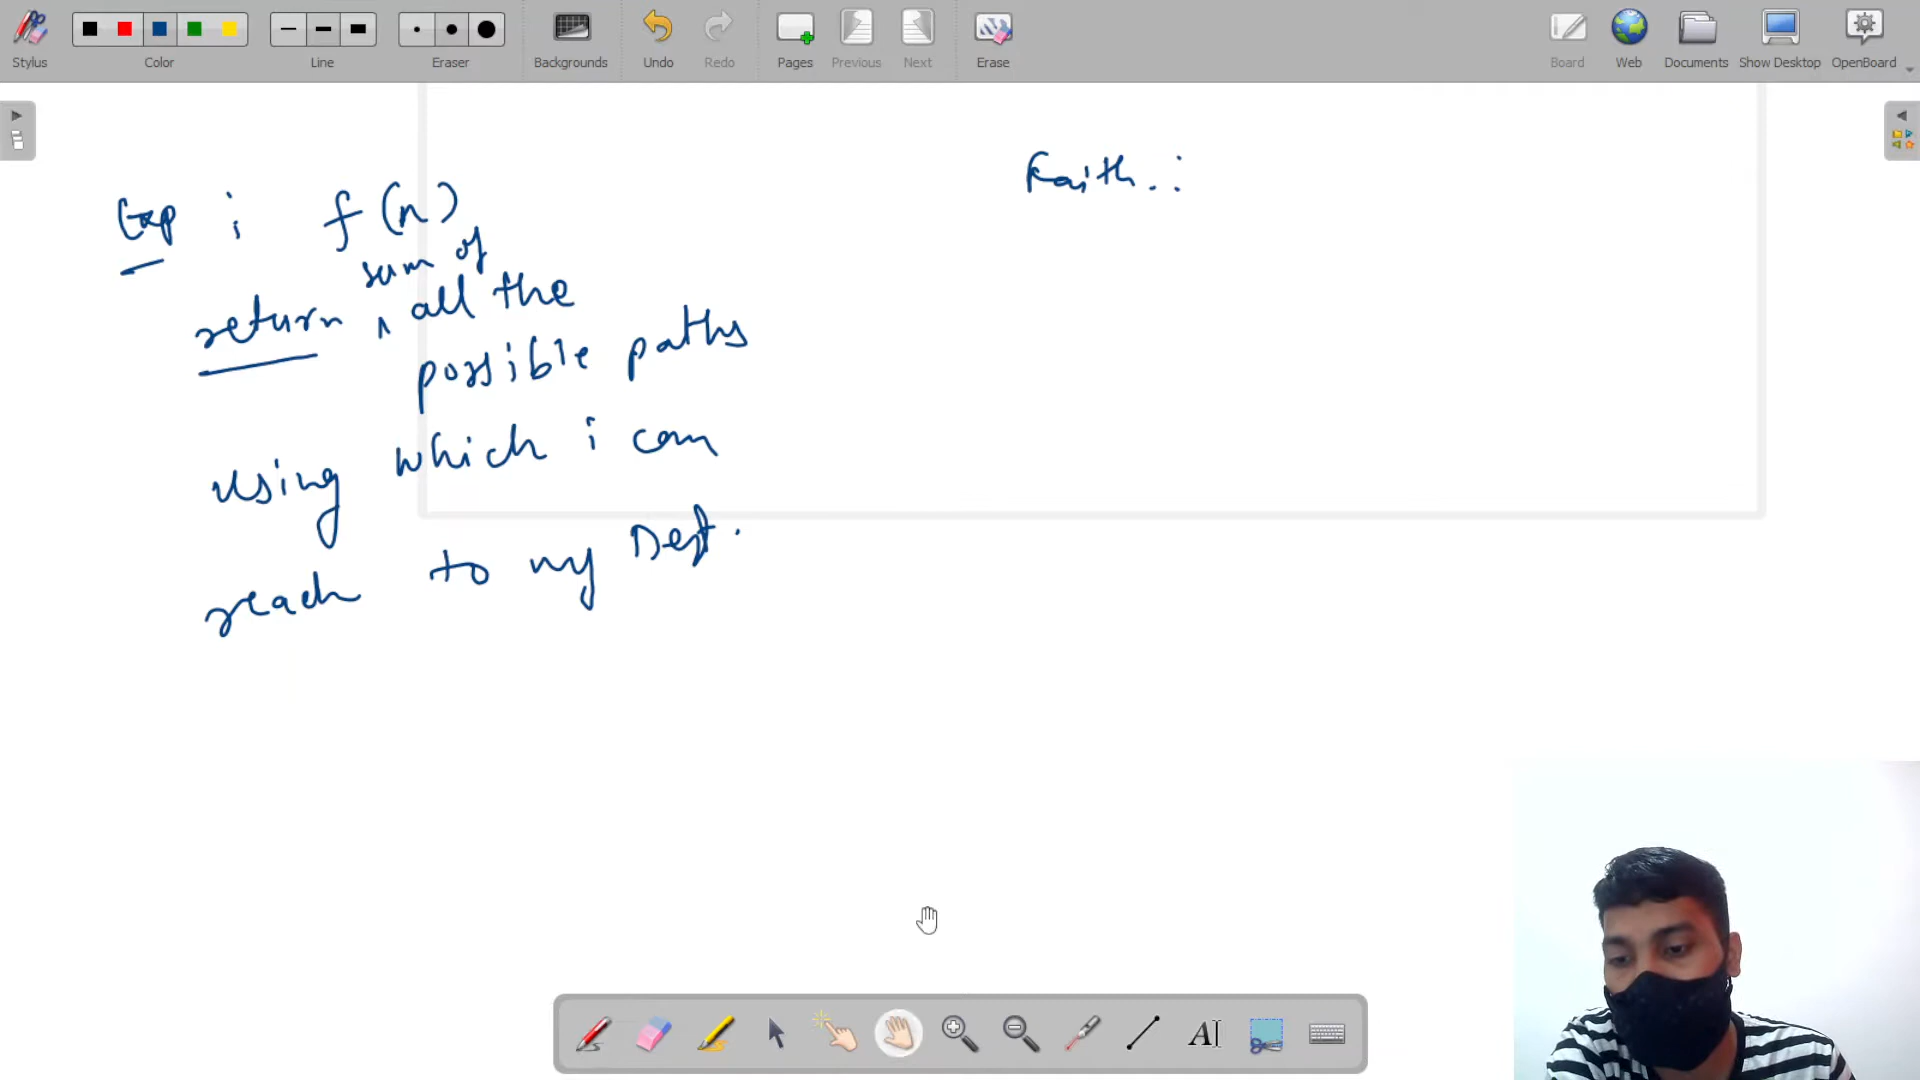 Stylus Color Line Eraser Backgrounds Undo Redo Pages Previous Next Erase Board Web Documents Show Desktop OpenBoard
Faith :
Exp : f(n)
sum of
return ∧ all the
possible paths
using which i can
reach to my Dest.
AI